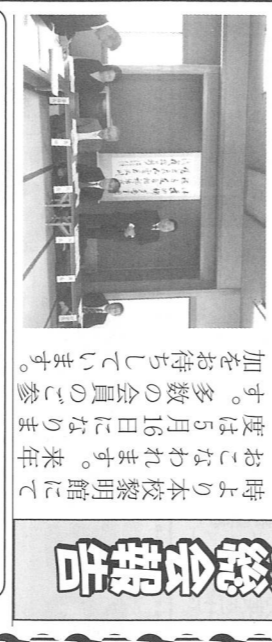 総会報告
時より本校黎明館にて
おこなわれます。来年
度は5月16日になりま
す。多数の会員のご参
加をお待ちしています。